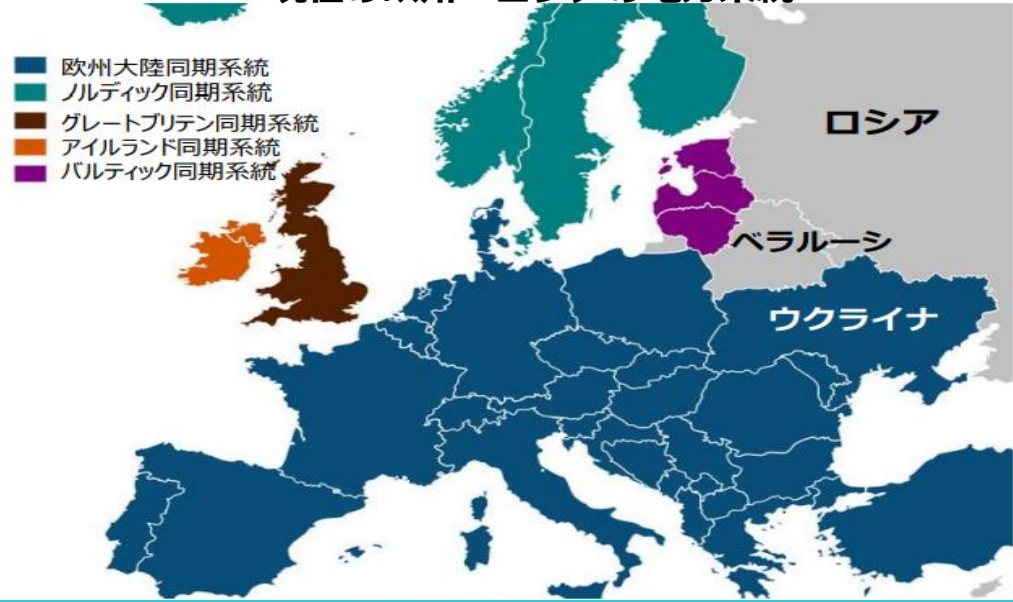 欧州大陸同期系統
ノルディック同期系統
グレートブリテン同期系統
アイルランド同期系統
バルティック同期系統
ロシア
ベラルーシ
ウクライナ